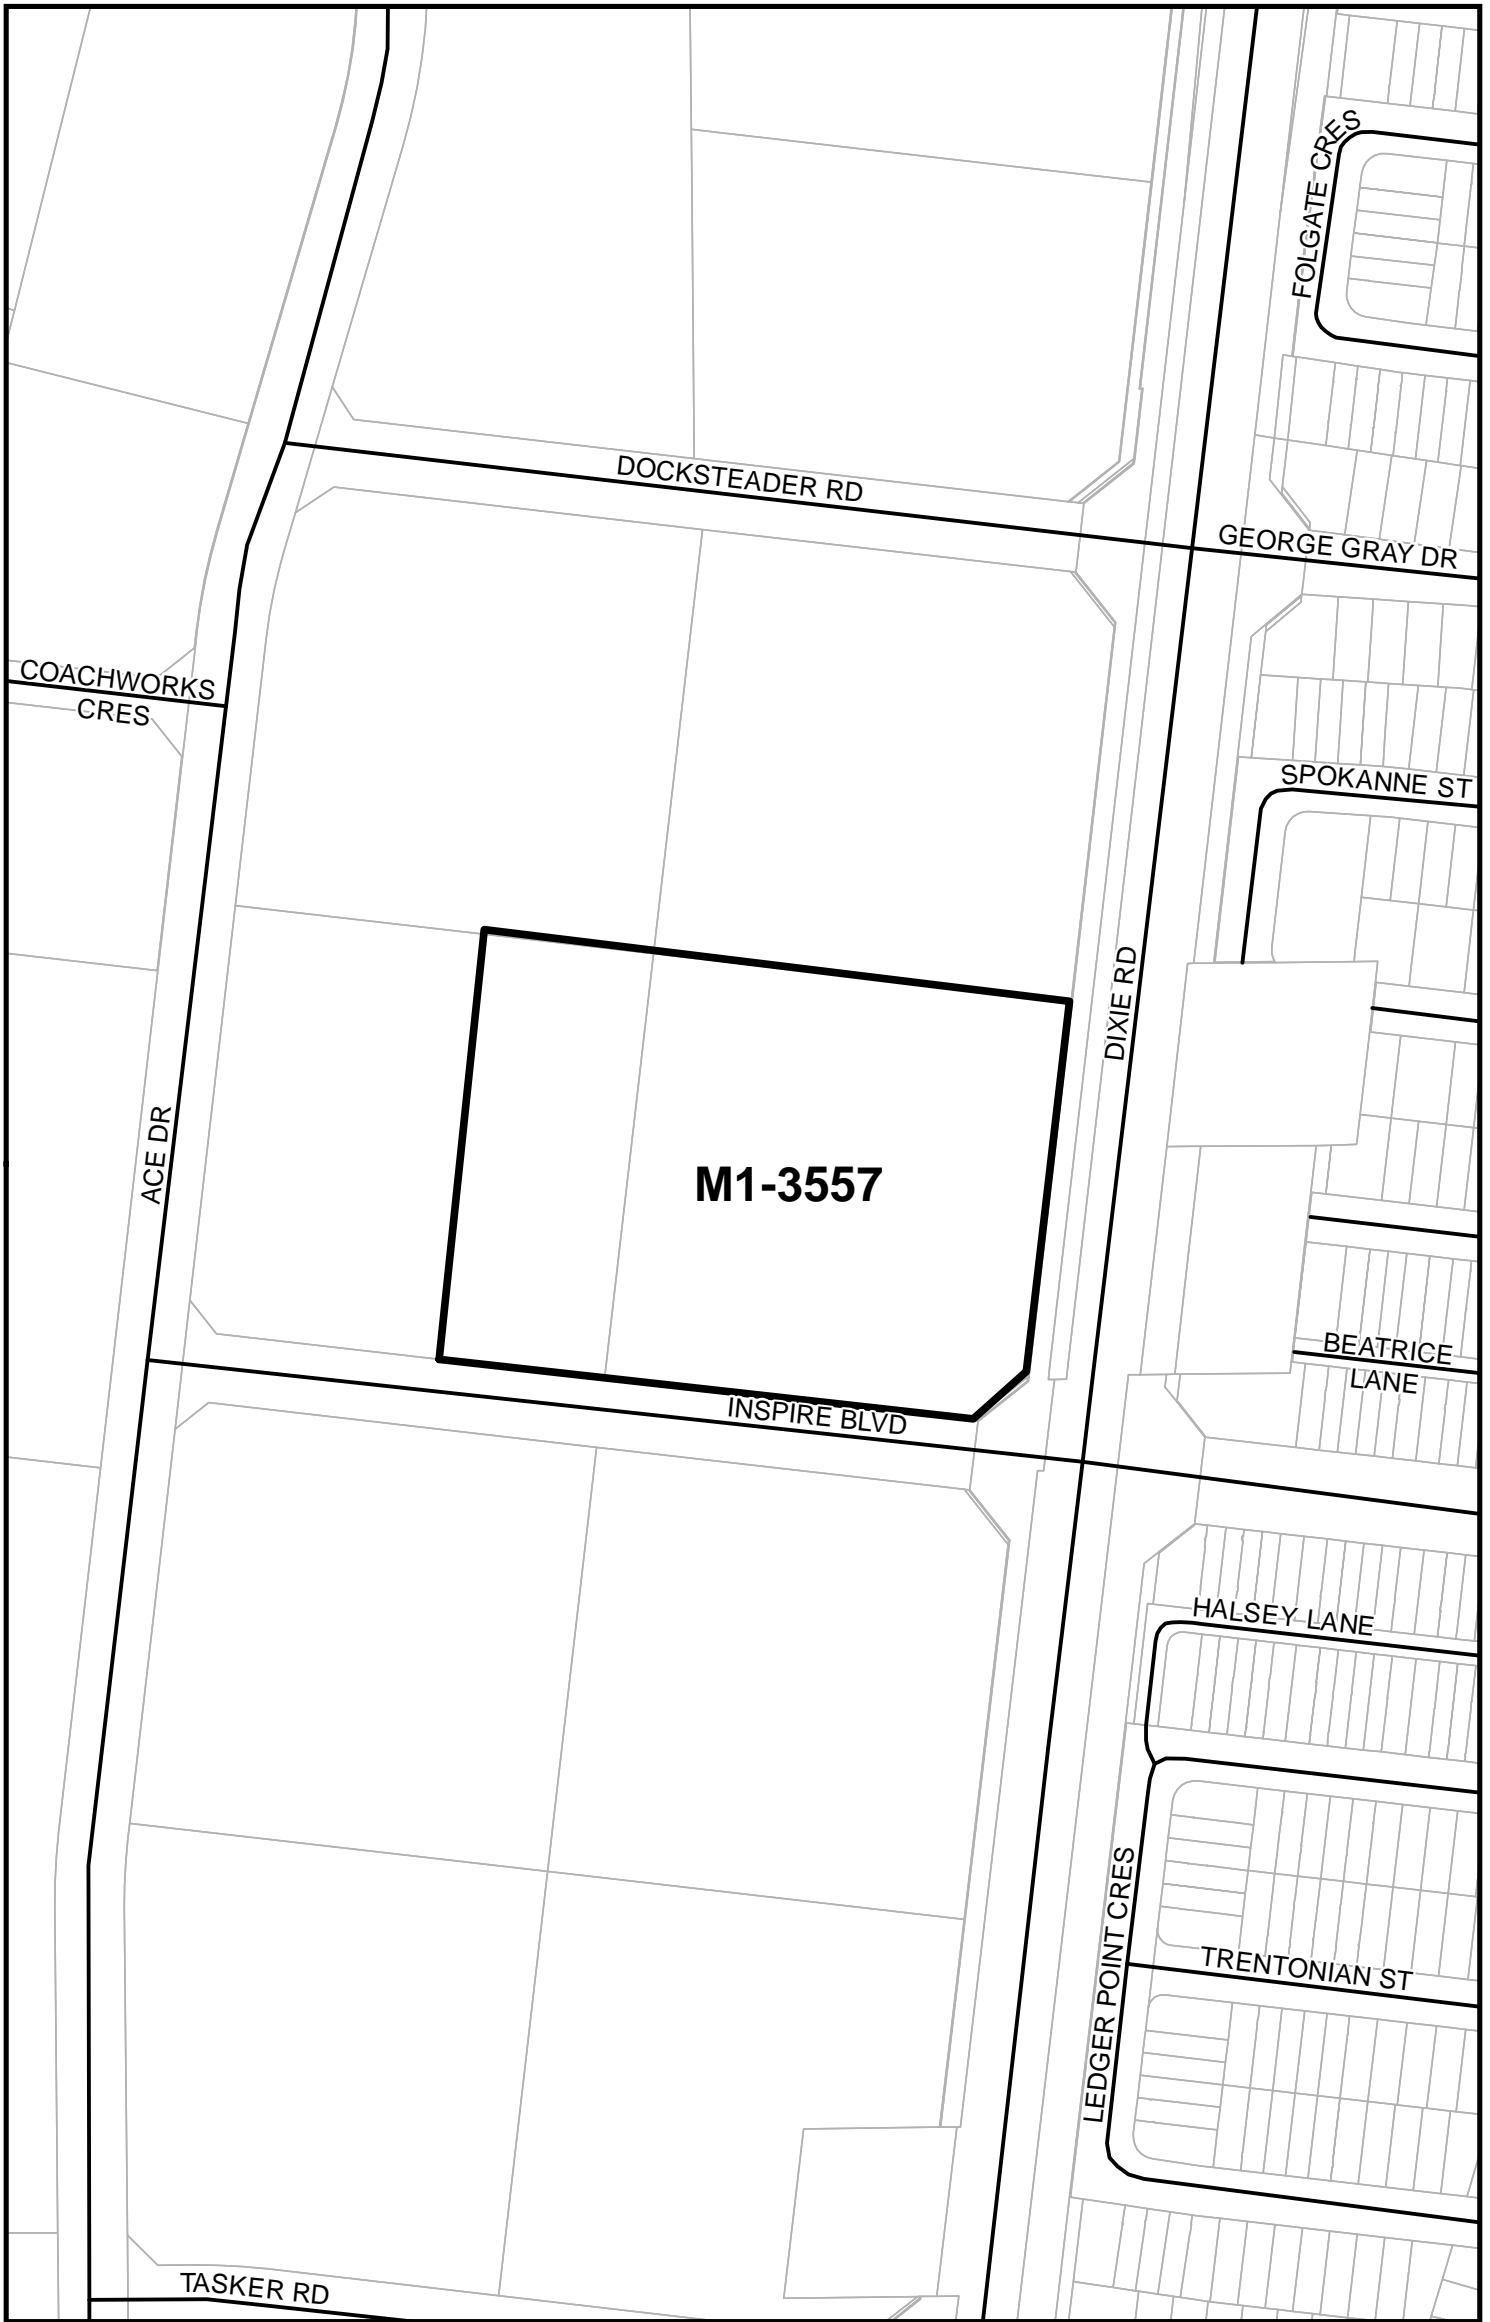 FOLGATE CRES
DOCKSTEADER RD
GEORGE GRAY DR
COACHWORKS
CRES
SPOKANNE ST
DIXIE RD
ACE DR
M1-3557
BEATRICE
LANE
INSPIRE BLVD
HALSEY LANE
LEDGER POINT CRES
TRENTONIAN ST
TASKER RD